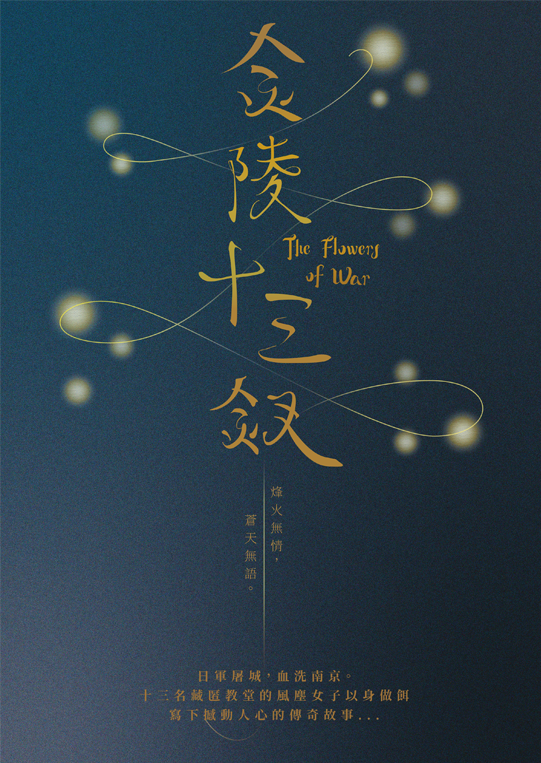 金陵十三釵
The Flowers
of War
烽火無情，
蒼天無語。
日軍屠城，血洗南京。
十三名藏匿教堂的風塵女子以身做餌
寫下撼動人心的傳奇故事...